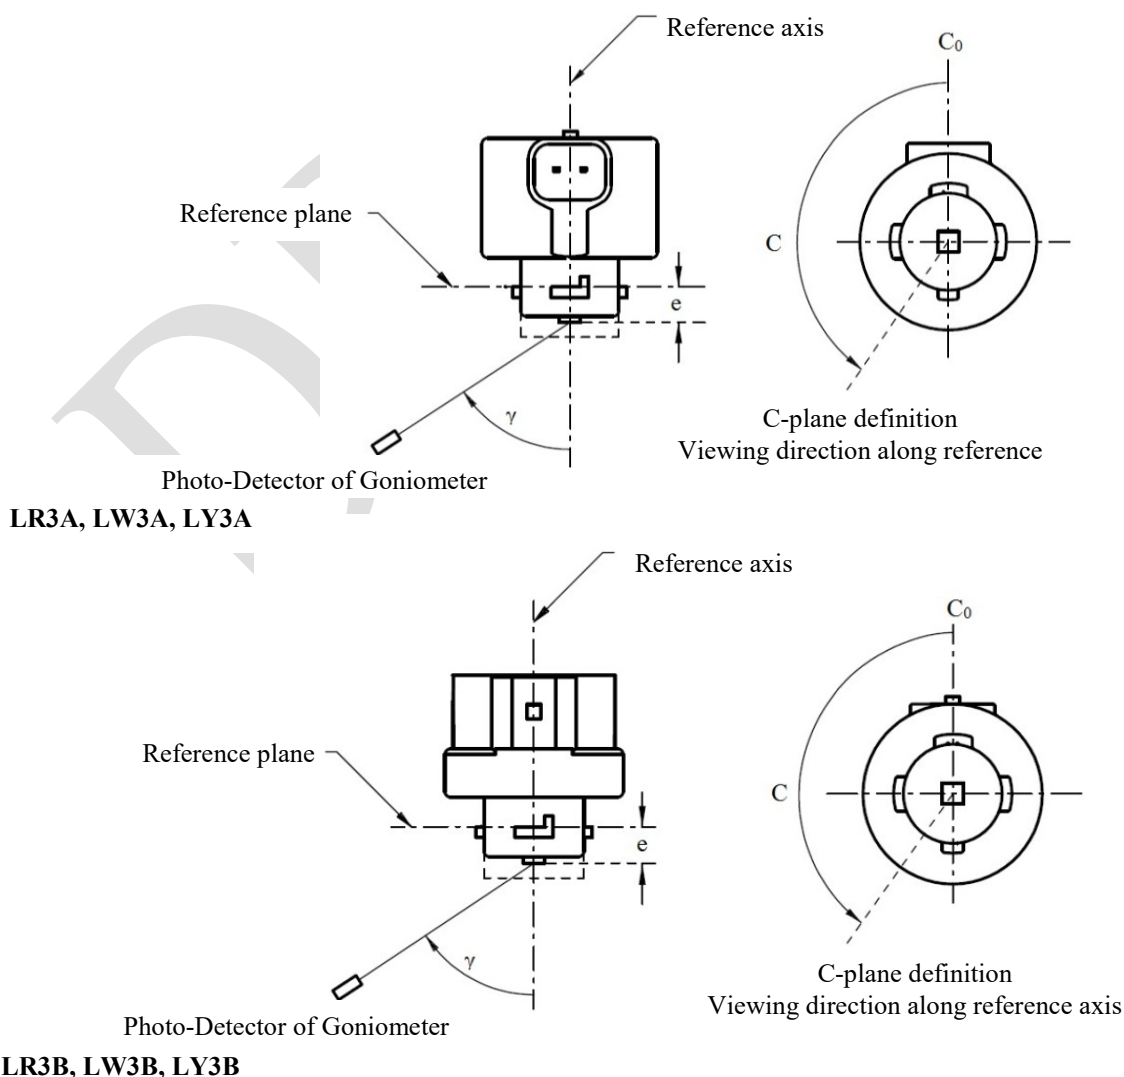 Reference axis
C₀
Reference plane
C
e
γ
C-plane definition
Viewing direction along reference
Photo-Detector of Goniometer
LR3A, LW3A, LY3A
Reference axis
C₀
Reference plane
C
e
γ
C-plane definition
Viewing direction along reference axis
Photo-Detector of Goniometer
LR3B, LW3B, LY3B